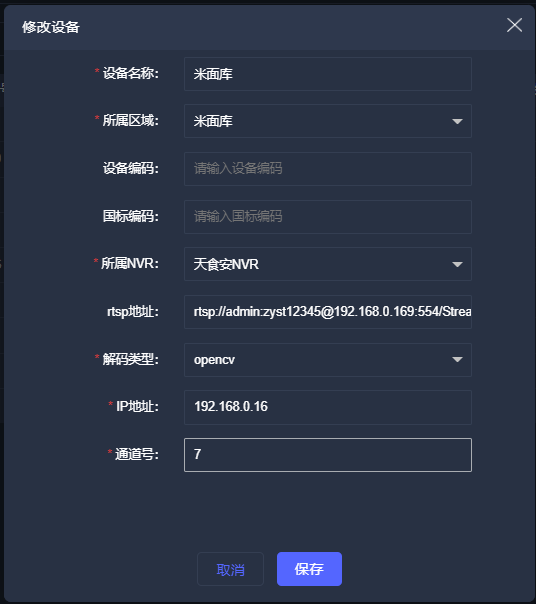 修改设备
* 设备名称： 米面库
* 所属区域： 米面库
设备编码： 请输入设备编码
国标编码： 请输入国标编码
* 所属NVR： 天食安NVR
rtsp地址： rtsp://admin:zyst12345@192.168.0.169:554/Strea
* 解码类型： opencv
* IP地址： 192.168.0.16
* 通道号： 7
取消 保存